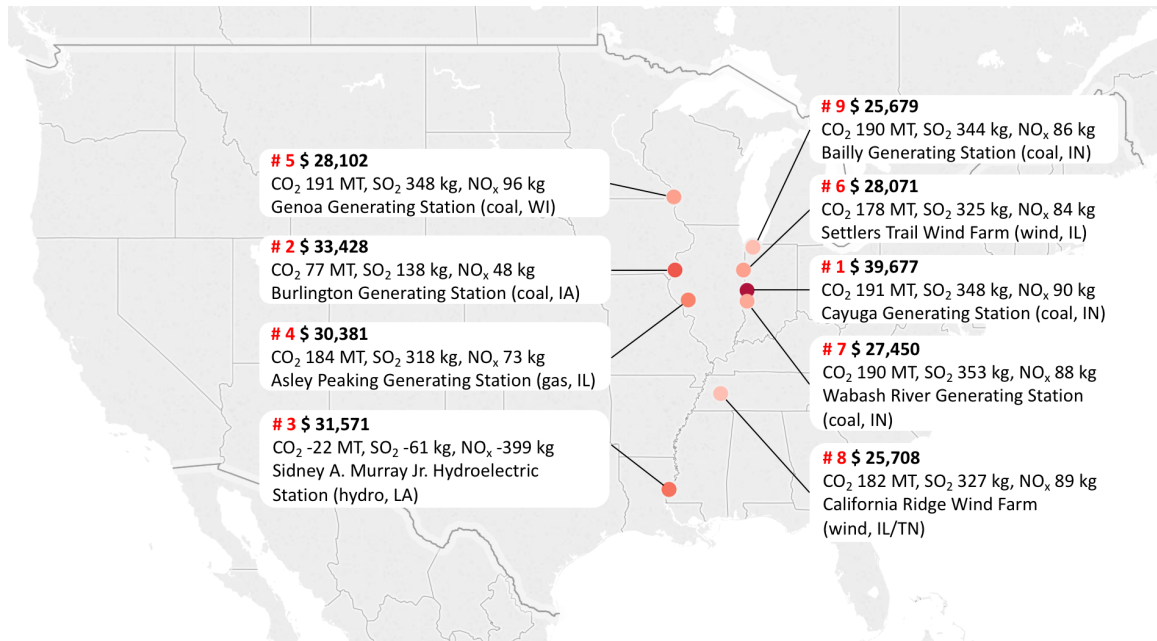 # 5 $ 28,102
CO₂ 191 MT, SO₂ 348 kg, NOₓ 96 kg
Genoa Generating Station (coal, WI)
# 2 $ 33,428
CO₂ 77 MT, SO₂ 138 kg, NOₓ 48 kg
Burlington Generating Station (coal, IA)
# 4 $ 30,381
CO₂ 184 MT, SO₂ 318 kg, NOₓ 73 kg
Asley Peaking Generating Station (gas, IL)
# 3 $ 31,571
CO₂ -22 MT, SO₂ -61 kg, NOₓ -399 kg
Sidney A. Murray Jr. Hydroelectric
Station (hydro, LA)
# 9 $ 25,679
CO₂ 190 MT, SO₂ 344 kg, NOₓ 86 kg
Bailly Generating Station (coal, IN)
# 6 $ 28,071
CO₂ 178 MT, SO₂ 325 kg, NOₓ 84 kg
Settlers Trail Wind Farm (wind, IL)
# 1 $ 39,677
CO₂ 191 MT, SO₂ 348 kg, NOₓ 90 kg
Cayuga Generating Station (coal, IN)
# 7 $ 27,450
CO₂ 190 MT, SO₂ 353 kg, NOₓ 88 kg
Wabash River Generating Station
(coal, IN)
# 8 $ 25,708
CO₂ 182 MT, SO₂ 327 kg, NOₓ 89 kg
California Ridge Wind Farm
(wind, IL/TN)